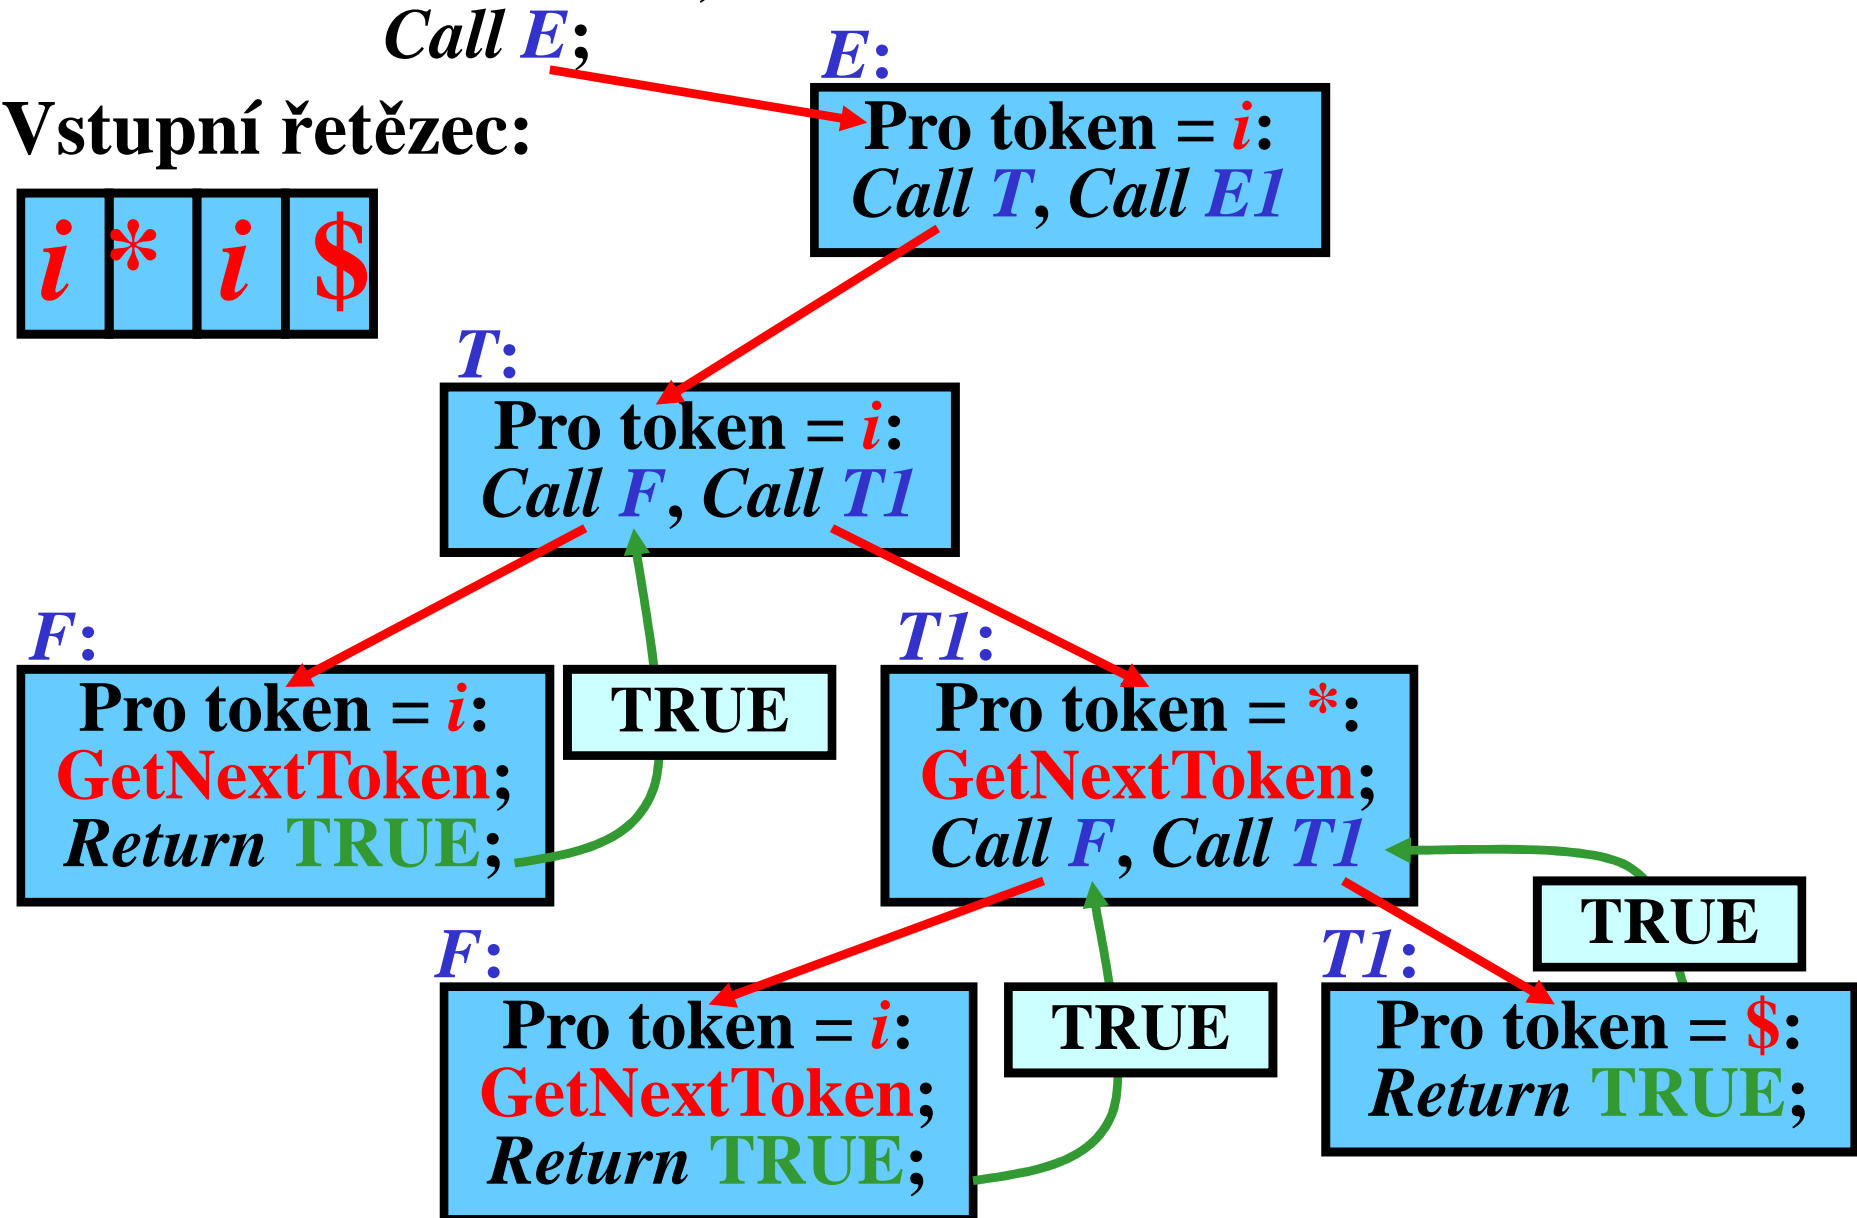 Call E;
E:
Pro token = i:
Call T, Call E1
Vstupní řetězec:
i * i $
T:
Pro token = i:
Call F, Call T1
F:
Pro token = i:
GetNextToken;
Return TRUE;
TRUE
T1:
Pro token = *:
GetNextToken;
Call F, Call T1
TRUE
F:
Pro token = i:
GetNextToken;
Return TRUE;
TRUE
T1:
Pro token = $:
Return TRUE;